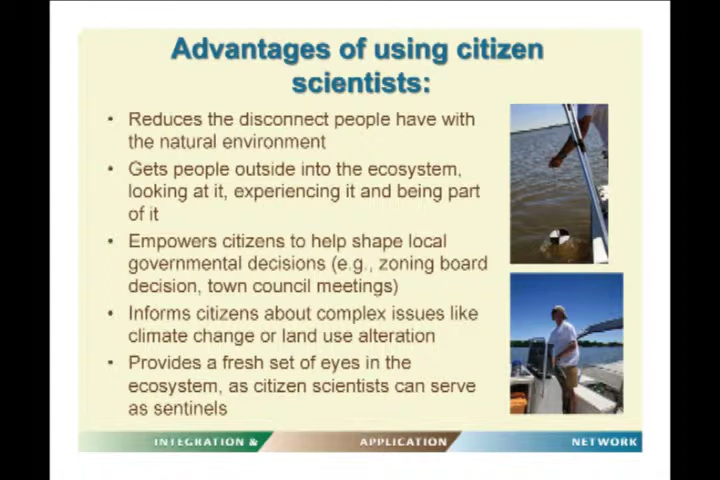 Advantages of using citizen
scientists:
• Reduces the disconnect people have with
the natural environment
• Gets people outside into the ecosystem,
looking at it, experiencing it and being part
of it
• Empowers citizens to help shape local
governmental decisions (e.g., zoning board
decision, town council meetings)
• Informs citizens about complex issues like
climate change or land use alteration
• Provides a fresh set of eyes in the
ecosystem, as citizen scientists can serve
as sentinels
INTEGRATION & APPLICATION NETWORK